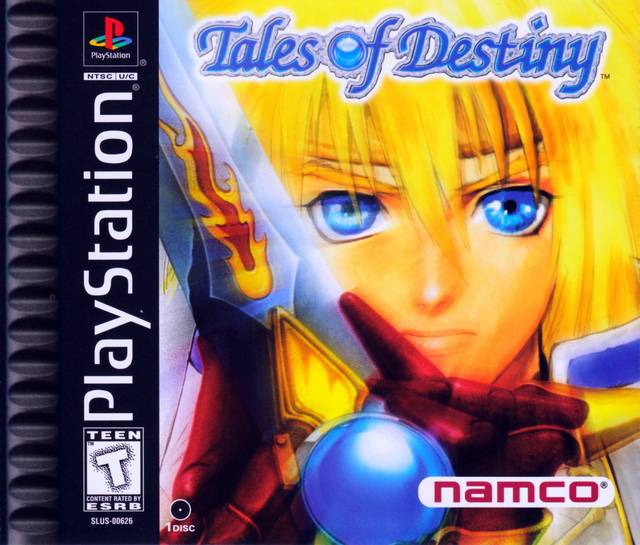 PlayStation
®
NTSC U/C
PlayStation
®
TEEN
T
CONTENT RATED BY
ESRB
SLUS-00626
1 DISC
Tales of Destiny
™
namco®